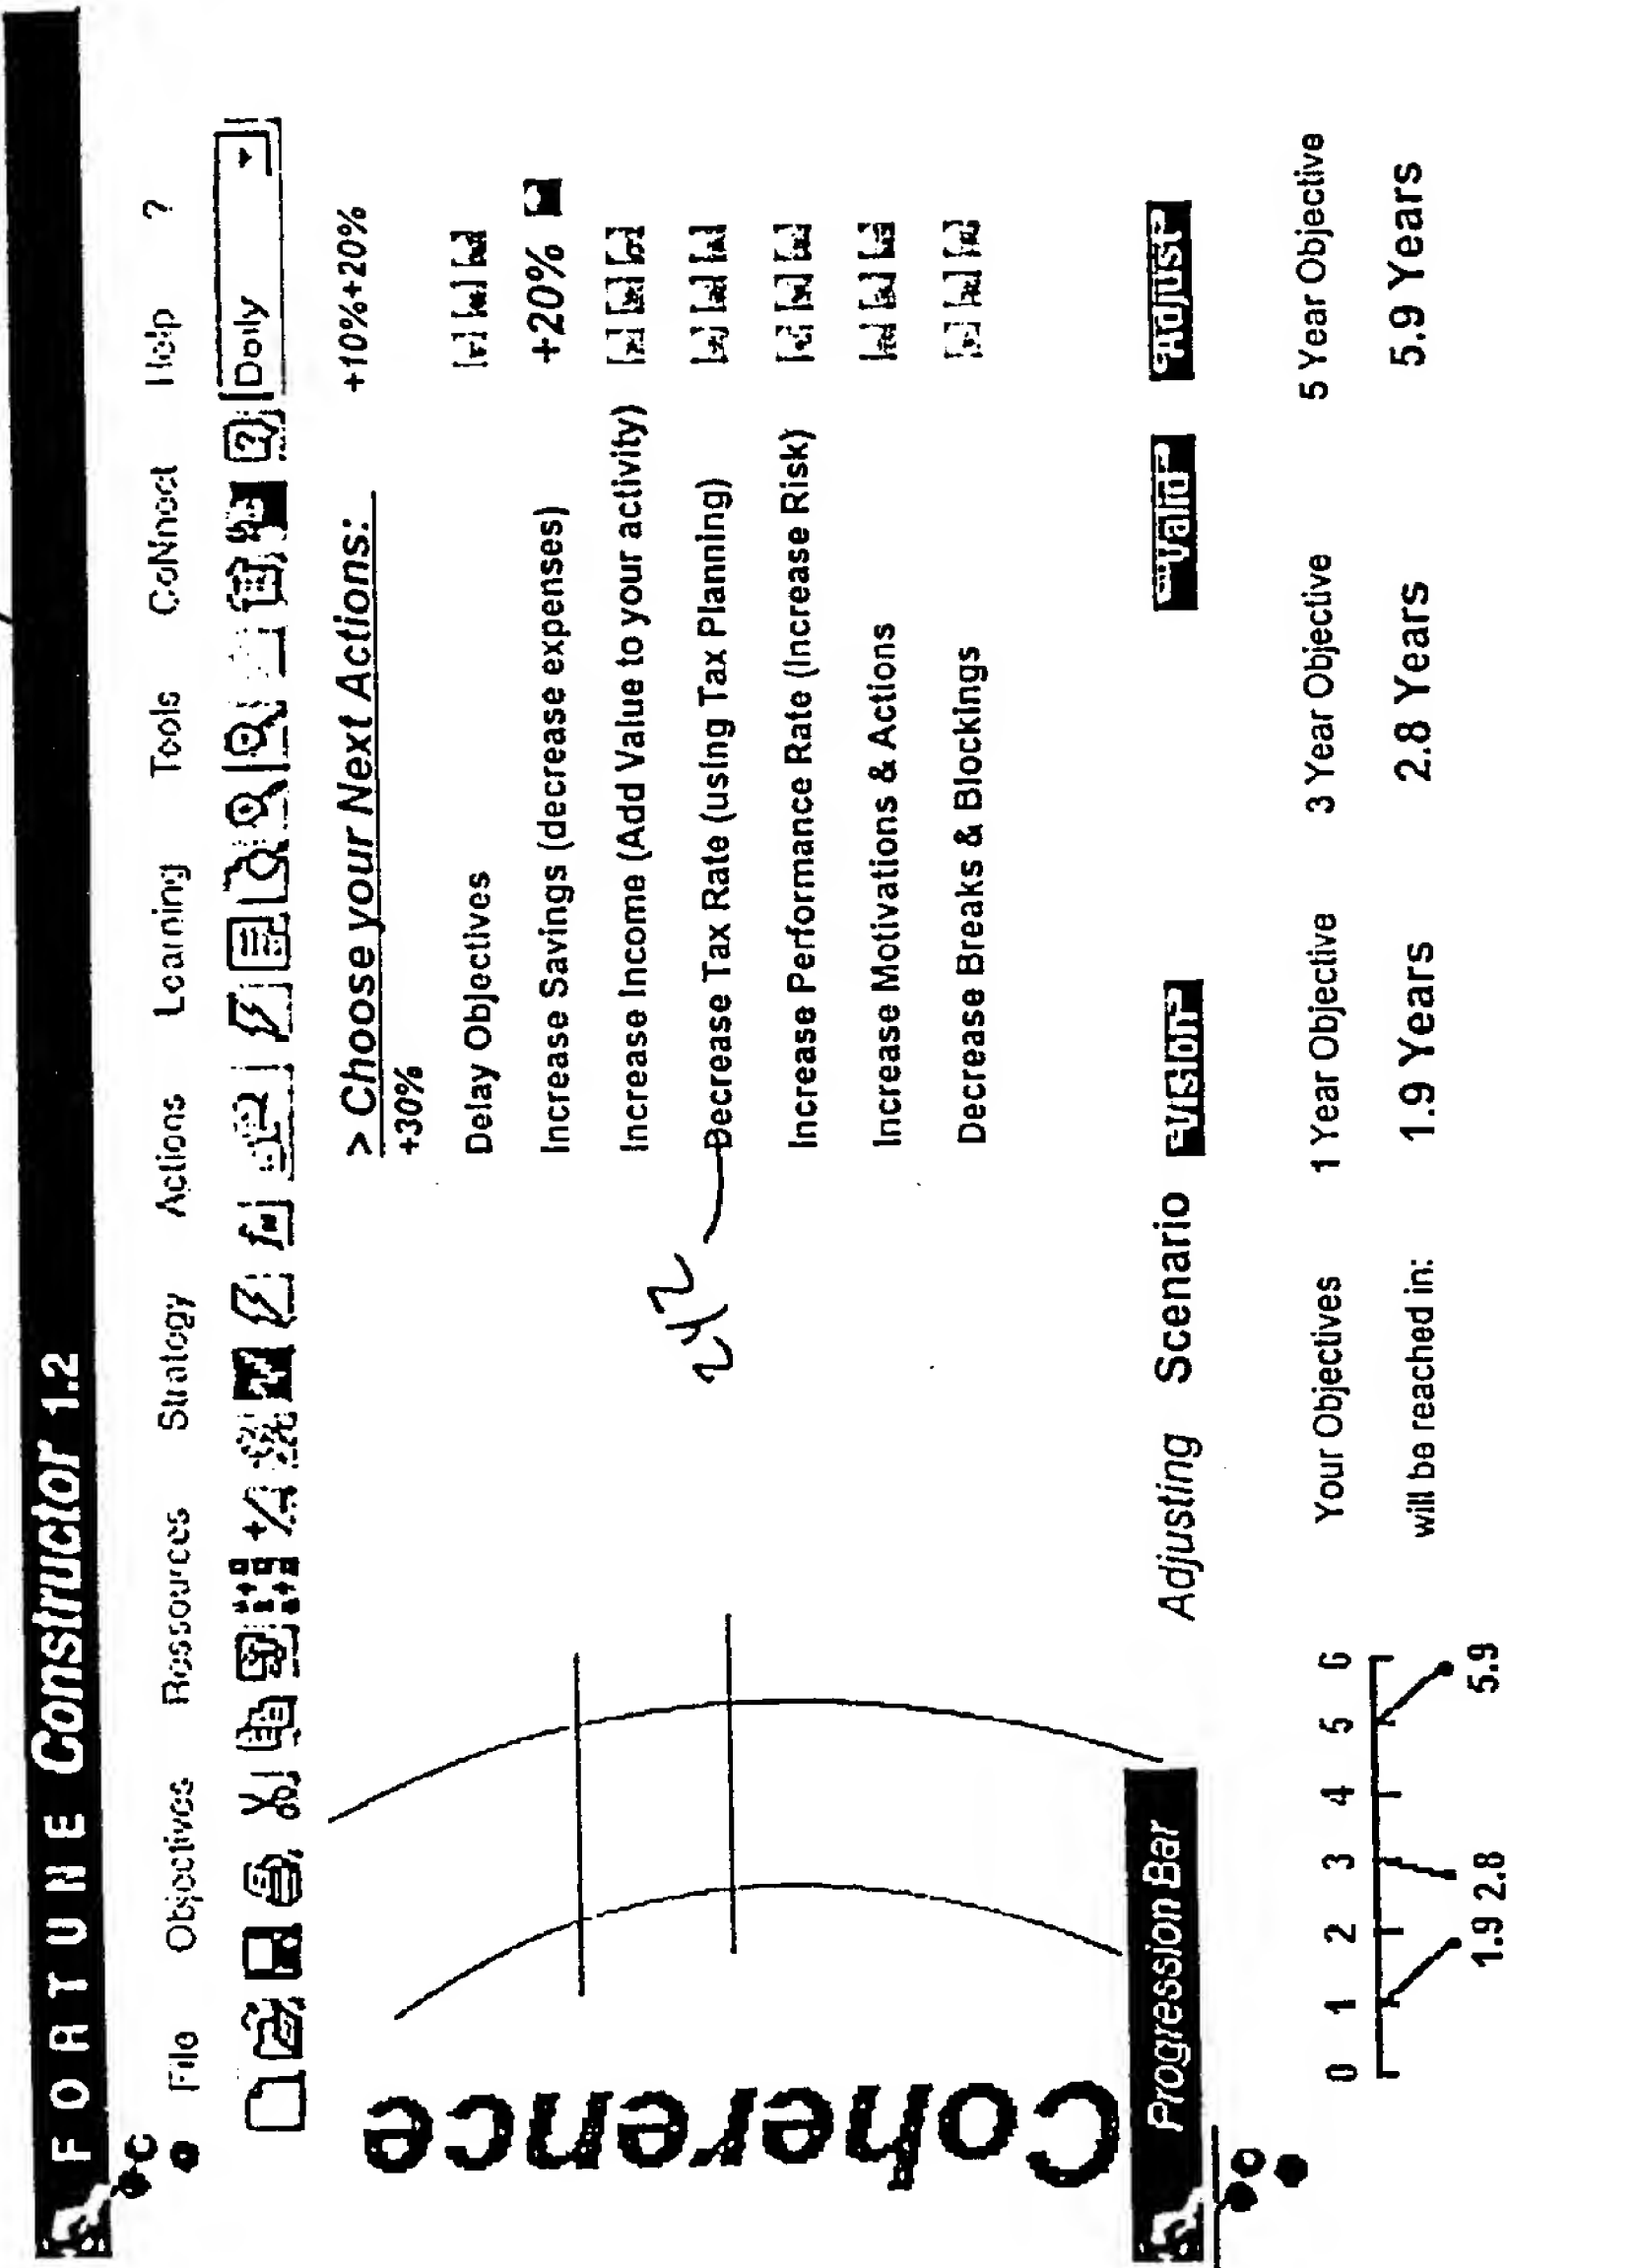 FORTUNE Constructor 1.2
File Objectives Ressources Strategy Actions Learning Tools CoNnect Help ?
Daily
> Choose your Next Actions: +10%+20%
+30%
Delay Objectives
Increase Savings (decrease expenses) +20%
Increase Income (Add Value to your activity)
242
Decrease Tax Rate (using Tax Planning)
Increase Performance Rate (Increase Risk)
Increase Motivations & Actions
Decrease Breaks & Blockings
Coherence
Progression Bar
Adjusting Scenario Vision Valid Adjust
0 1 2 3 4 5 6
1.9 2.8 5.9
Your Objectives 1 Year Objective 3 Year Objective 5 Year Objective
will be reached in: 1.9 Years 2.8 Years 5.9 Years